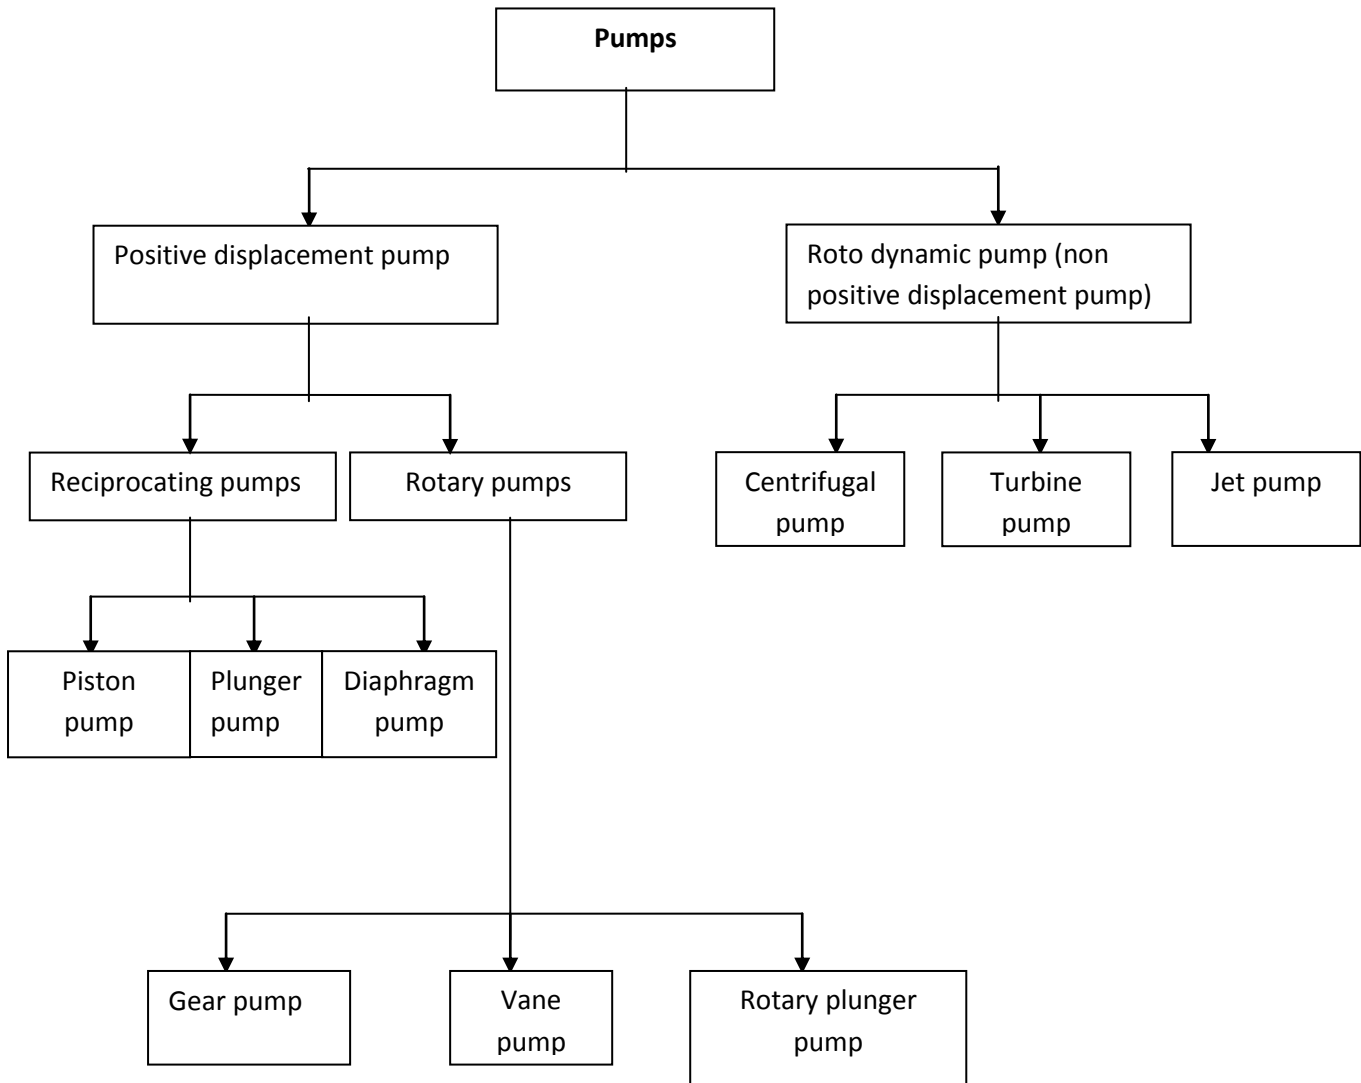 Pumps
Positive displacement pump
Roto dynamic pump (non
positive displacement pump)
Reciprocating pumps
Rotary pumps
Centrifugal
pump
Turbine
pump
Jet pump
Piston
pump
Plunger
pump
Diaphragm
pump
Gear pump
Vane
pump
Rotary plunger
pump